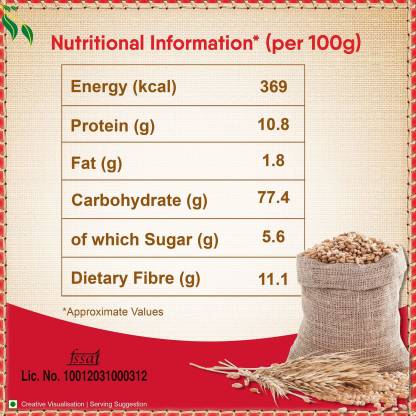 Nutritional Information* (per 100g)
Energy (kcal) 369
Protein (g) 10.8
Fat (g) 1.8
Carbohydrate (g) 77.4
of which Sugar (g) 5.6
Dietary Fibre (g) 11.1
*Approximate Values
fssai
Lic. No. 10012031000312
Creative Visualisation | Serving Suggestion